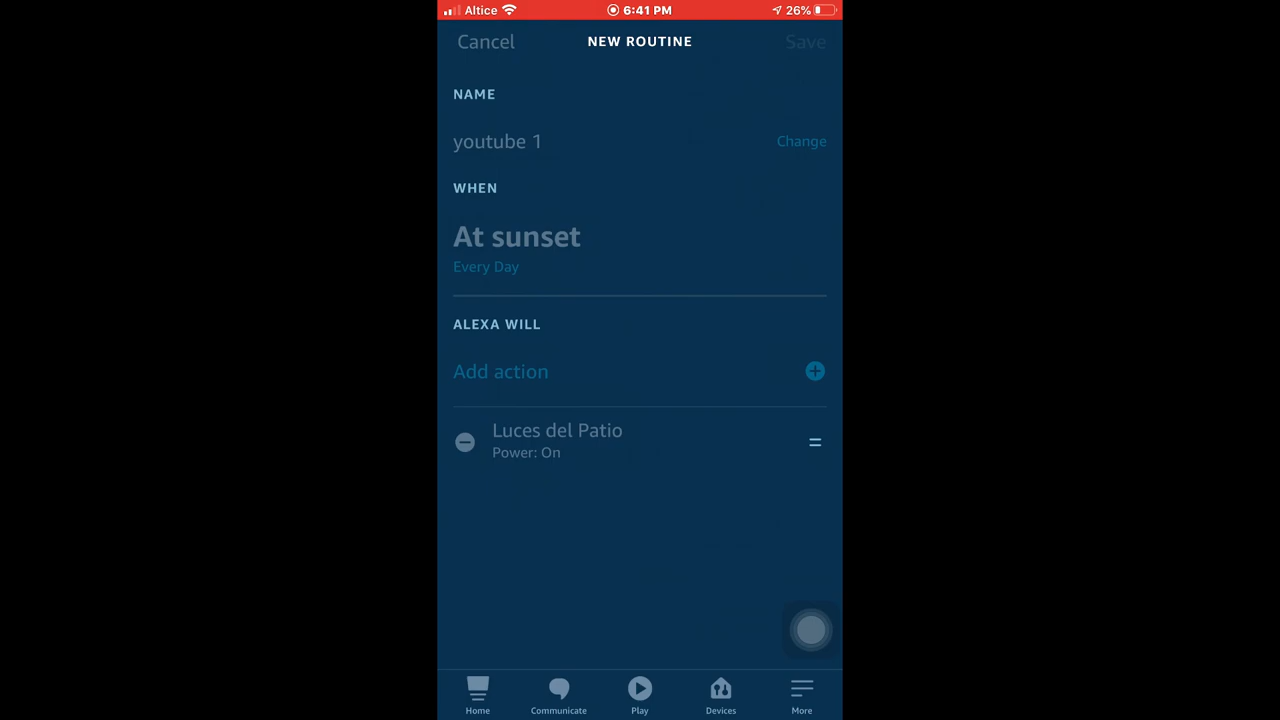 Altice 6:41 PM 26%
Cancel NEW ROUTINE Save
NAME
youtube 1 Change
WHEN
At sunset
Every Day
ALEXA WILL
Add action
Luces del Patio
Power: On
Home Communicate Play Devices More